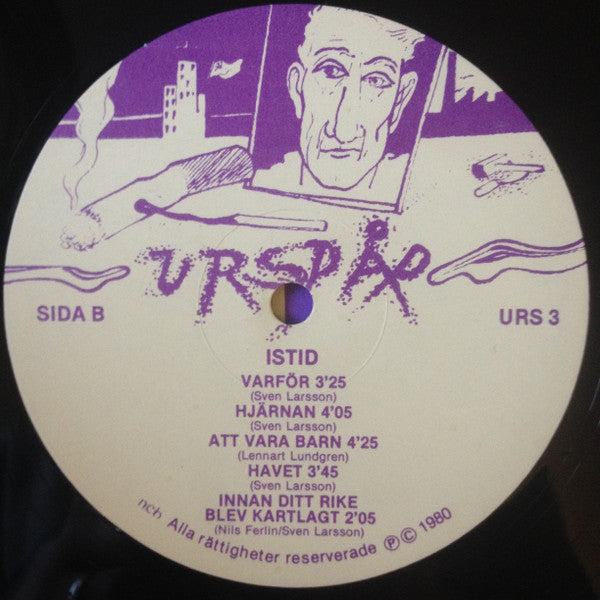 URSPÅR
SIDA B
URS 3
ISTID
VARFÖR 3'25
(Sven Larsson)
HJÄRNAN 4'05
(Sven Larsson)
ATT VARA BARN 4'25
(Lennart Lundgren)
HAVET 3'45
(Sven Larsson)
INNAN DITT RIKE
BLEV KARTLAGT 2'05
(Nils Ferlin/Sven Larsson)
ncb Alla rättigheter reserverade Ⓟ © 1980